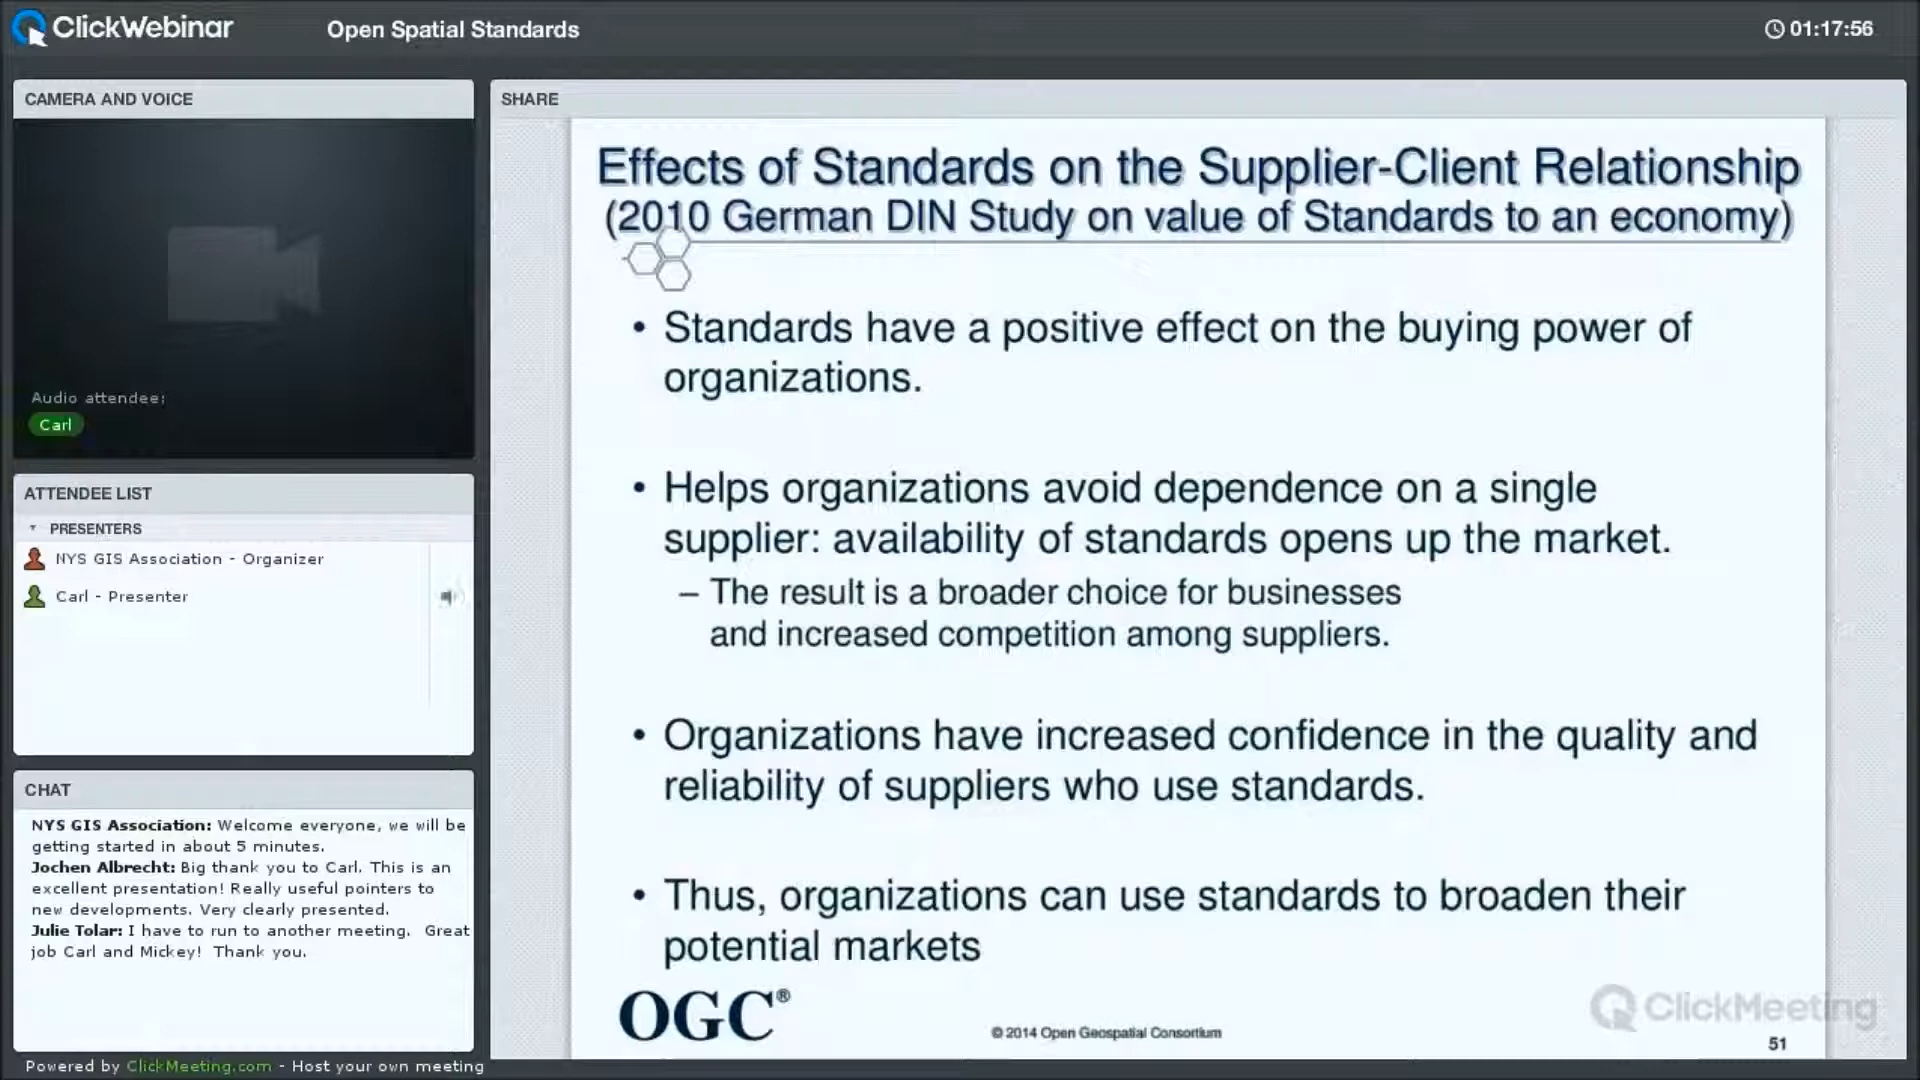 ClickWebinar
Open Spatial Standards
01:17:56
CAMERA AND VOICE
Audio attendee:
Carl
ATTENDEE LIST
PRESENTERS
NYS GIS Association - Organizer
Carl - Presenter
CHAT
NYS GIS Association: Welcome everyone, we will be
getting started in about 5 minutes.
Jochen Albrecht: Big thank you to Carl. This is an
excellent presentation! Really useful pointers to
new developments. Very clearly presented.
Julie Tolar: I have to run to another meeting. Great
job Carl and Mickey! Thank you.
Powered by ClickMeeting.com - Host your own meeting
SHARE
Effects of Standards on the Supplier-Client Relationship
(2010 German DIN Study on value of Standards to an economy)
• Standards have a positive effect on the buying power of
organizations.
• Helps organizations avoid dependence on a single
supplier: availability of standards opens up the market.
– The result is a broader choice for businesses
and increased competition among suppliers.
• Organizations have increased confidence in the quality and
reliability of suppliers who use standards.
• Thus, organizations can use standards to broaden their
potential markets
OGC®
© 2014 Open Geospatial Consortium
ClickMeeting
51